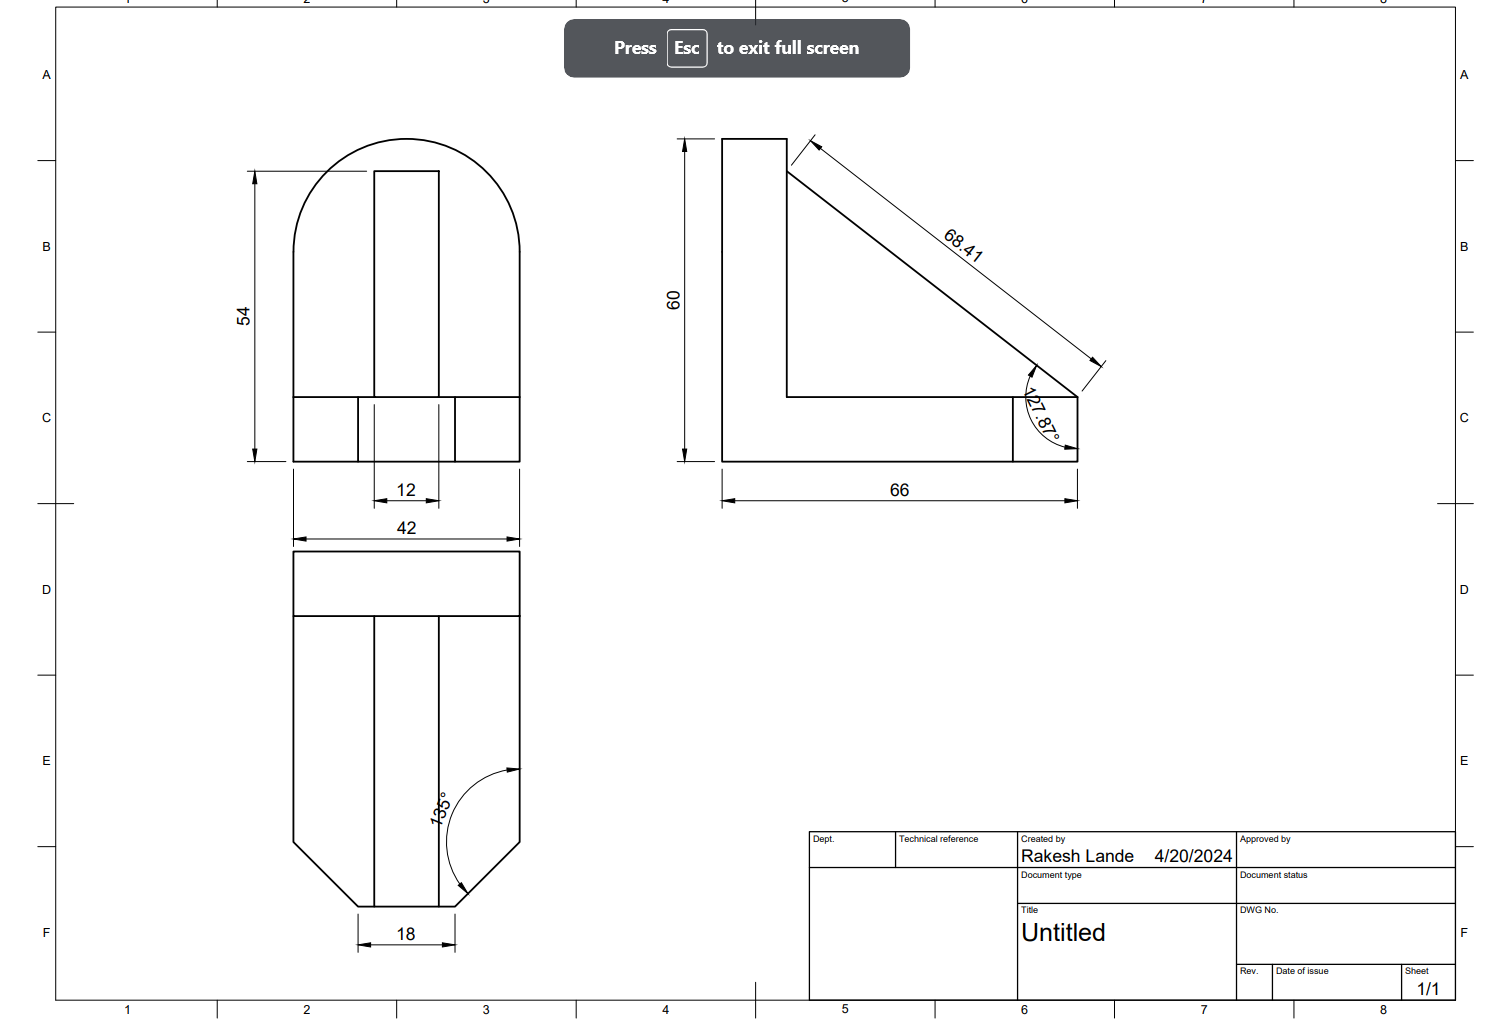 Press Esc to exit full screen
A A
B B
C C
D D
E E
F F
54
12
42
60
68.41
127.87°
66
135°
18
Dept. Technical reference Created by Approved by
Rakesh Lande 4/20/2024
Document type Document status
Title DWG No.
Untitled
Rev. Date of issue Sheet
1/1
1 2 3 4 5 6 7 8